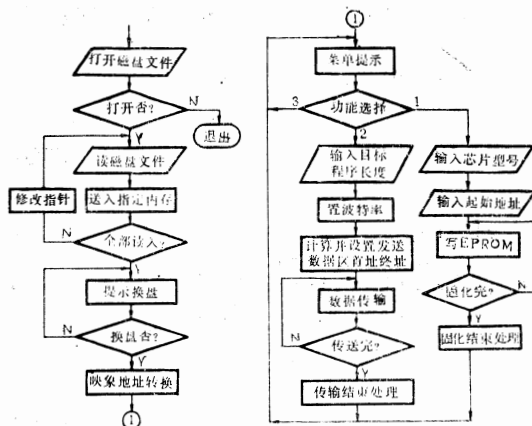 打开磁盘文件
打开否?
N
退出
Y
读磁盘文件
修改指针
送入指定内存
N
全部读入?
Y
提示换盘
N
换盘否?
Y
映象地址转换
①
①
菜单提示
3
功能选择
1
2
输入目标
程序长度
置波特率
计算并设置发送
数据区首址终址
数据传输
N
传送完?
Y
传输结束处理
输入芯片型号
输入起始地址
写EPROM
固化完?
N
Y
固化结束处理